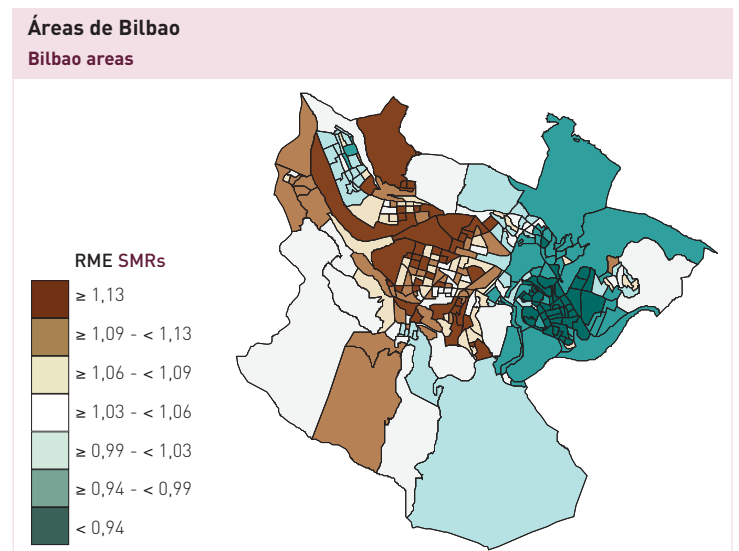 Áreas de Bilbao
Bilbao areas
RME SMRs
≥ 1,13
≥ 1,09 - < 1,13
≥ 1,06 - < 1,09
≥ 1,03 - < 1,06
≥ 0,99 - < 1,03
≥ 0,94 - < 0,99
< 0,94